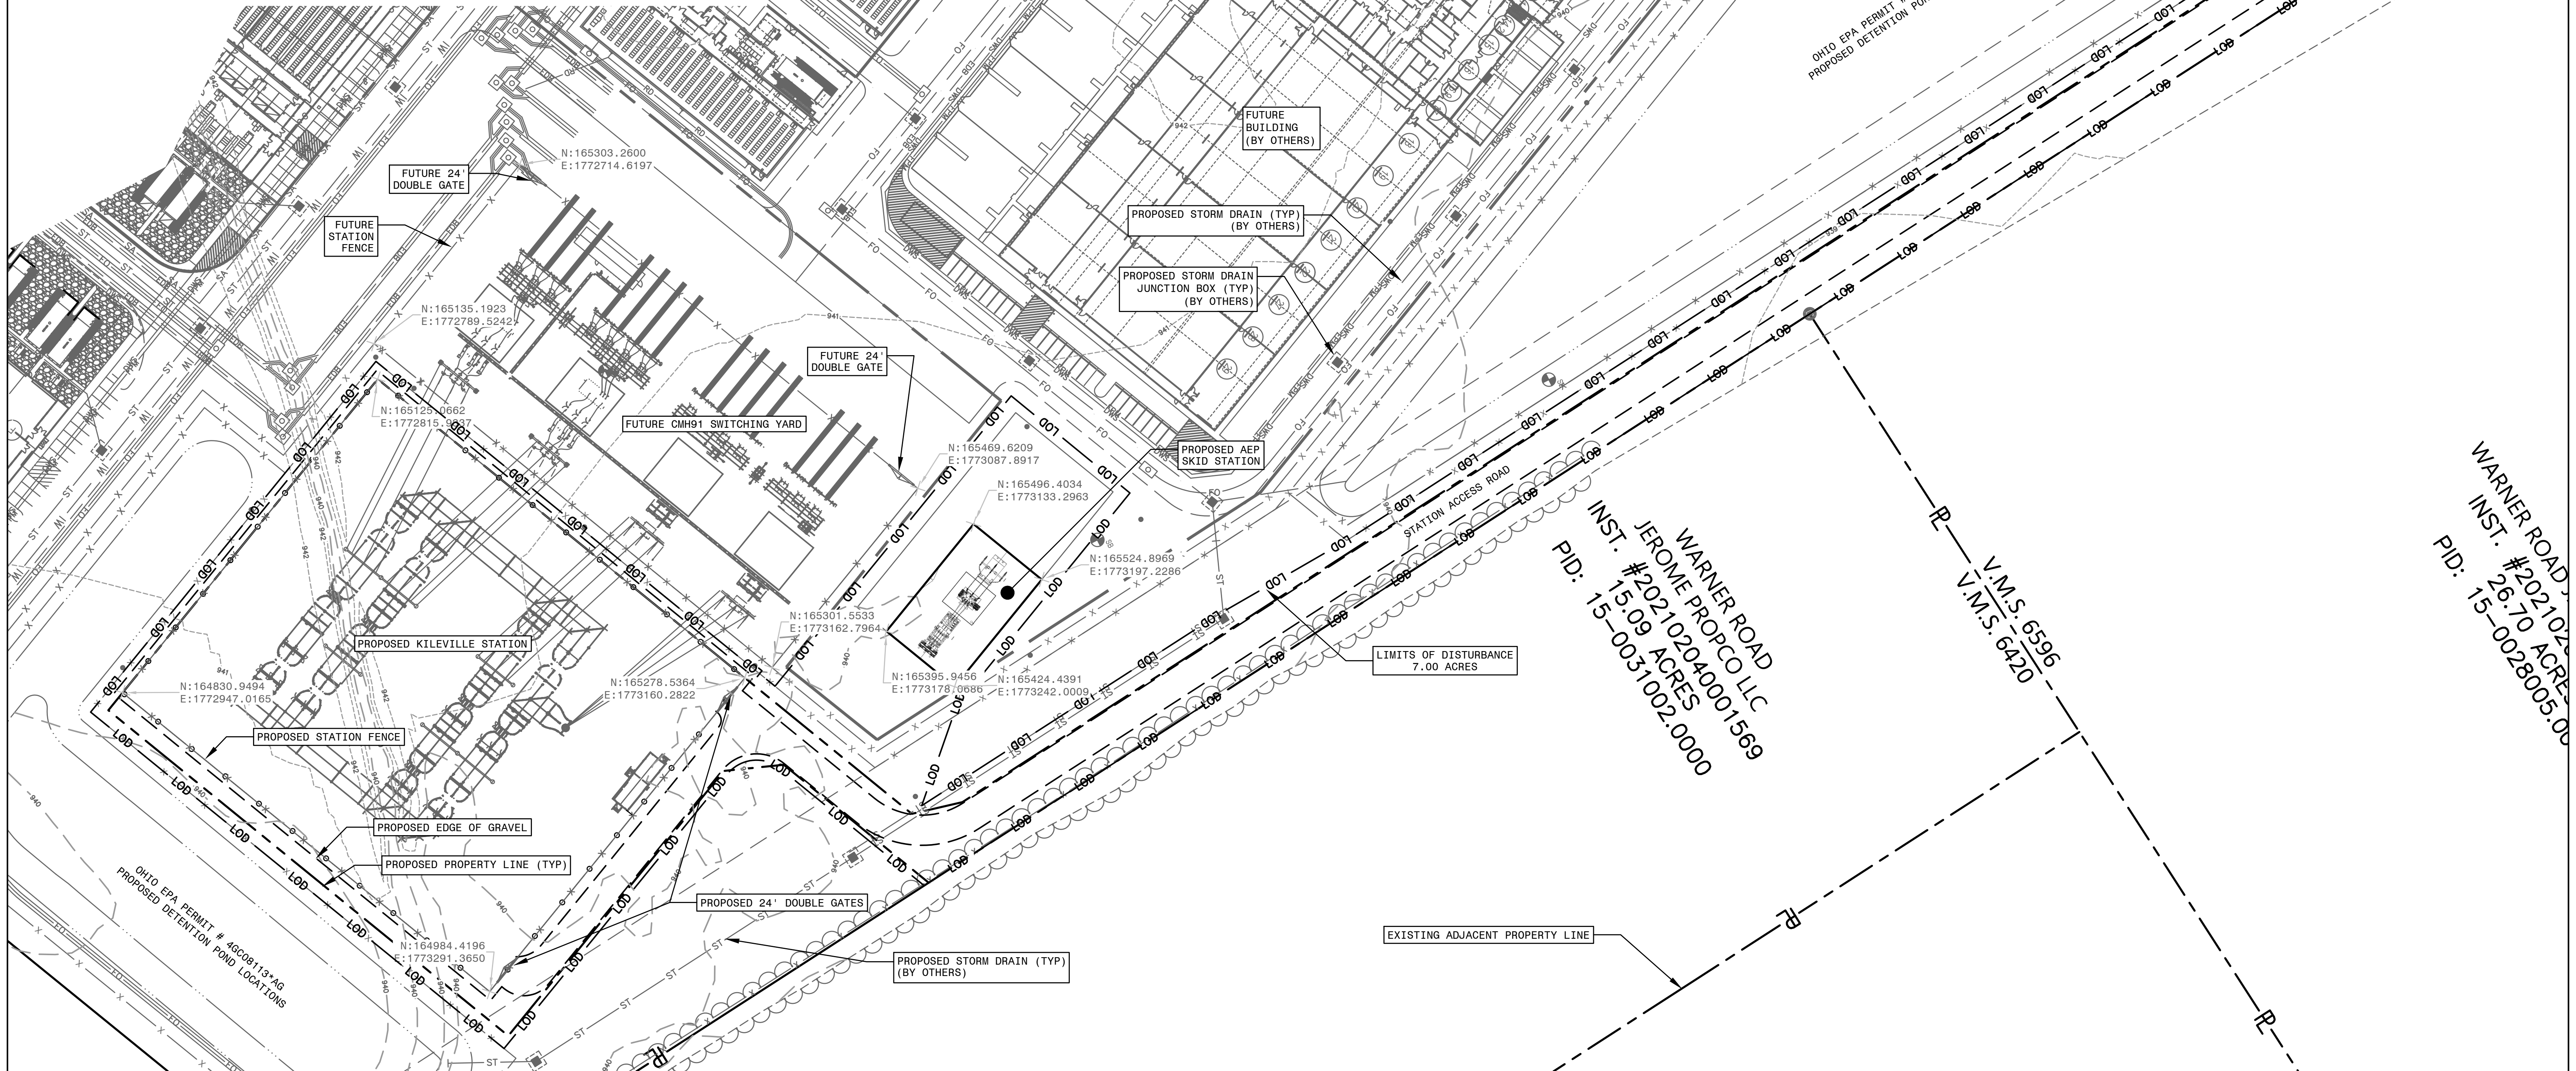 OHIO EPA PERMIT
PROPOSED DETENTION
FUTURE
BUILDING
(BY OTHERS)
N:165303.2600
E:1772714.6197
FUTURE 24'
DOUBLE GATE
FUTURE
STATION
FENCE
PROPOSED STORM DRAIN (TYP)
(BY OTHERS)
PROPOSED STORM DRAIN
JUNCTION BOX (TYP)
(BY OTHERS)
N:165135.1923
E:1772789.5242
FUTURE 24'
DOUBLE GATE
N:165125.0662
FUTURE CMH91 SWITCHING YARD
N:165469.6209
E:1773087.8917
PROPOSED AEP
SKID STATION
N:165496.4034
E:1773133.2963
STATION ACCESS ROAD
N:165524.8969
E:1773197.2286
WARNER ROAD
JEROME PROPCO LLC
INST. #202102040001569
15.09 ACRES
PID: 15-0031002.0000
V.M.S. 6596
V.M.S. 6420
WARNER ROAD
INST.
26.70 ACRES
PID:
N:165301.5533
E:1773162.7964
PROPOSED KILEVILLE STATION
LIMITS OF DISTURBANCE
7.00 ACRES
N:164830.9494
E:1772947.0165
N:165278.5364
E:1773160.2822
N:165395.9456
E:1773178.0686
N:165424.4391
E:1773242.0009
PROPOSED STATION FENCE
PROPOSED EDGE OF GRAVEL
PROPOSED PROPERTY LINE (TYP)
OHIO EPA PERMIT # 4GC08113*AG
PROPOSED DETENTION POND LOCATIONS
PROPOSED 24' DOUBLE GATES
N:164984.4196
E:1773291.3650
PROPOSED STORM DRAIN (TYP)
(BY OTHERS)
EXISTING ADJACENT PROPERTY LINE